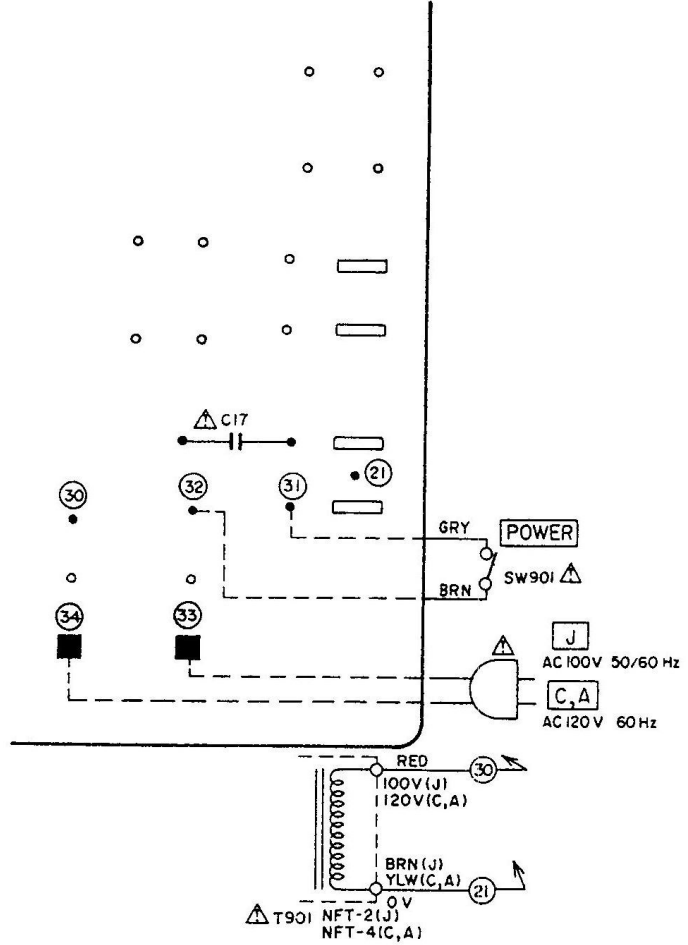 C17
21
30
32
31
GRY
POWER
SW901
BRN
34
33
J
AC100V 50/60 Hz
C,A
AC120V 60Hz
RED
30
100V(J)
120V(C,A)
BRN(J)
YLW(C,A)
21
0V
T901 NFT-2(J)
NFT-4(C,A)